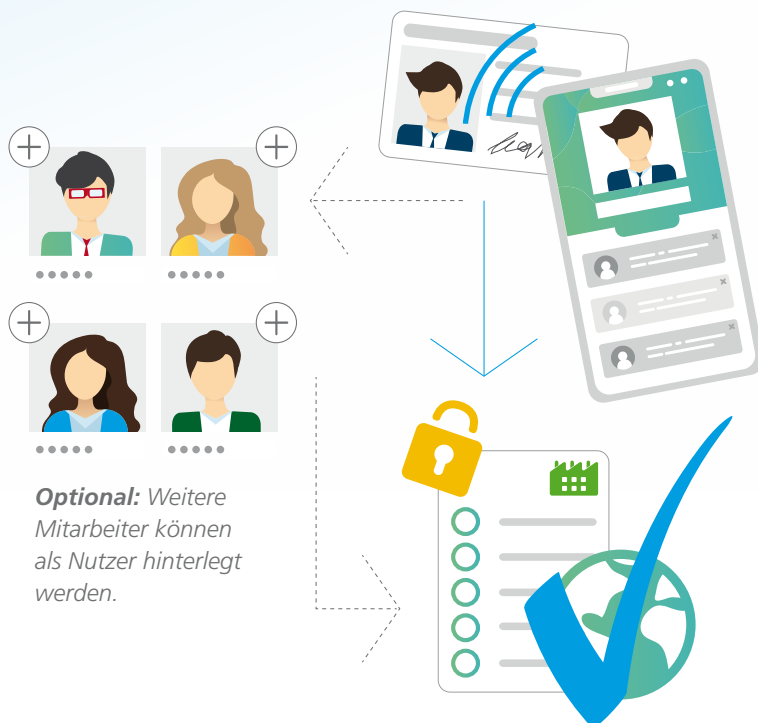 Optional: Weitere
Mitarbeiter können
als Nutzer hinterlegt
werden.